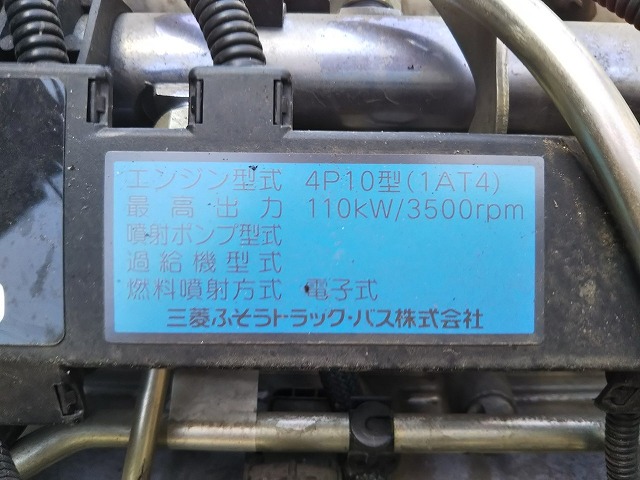 エンジン型式 4P10型(1AT4)
最高出力 110kW/3500rpm
噴射ポンプ型式
過給機型式
燃料噴射方式 電子式
三菱ふそうトラック・バス株式会社